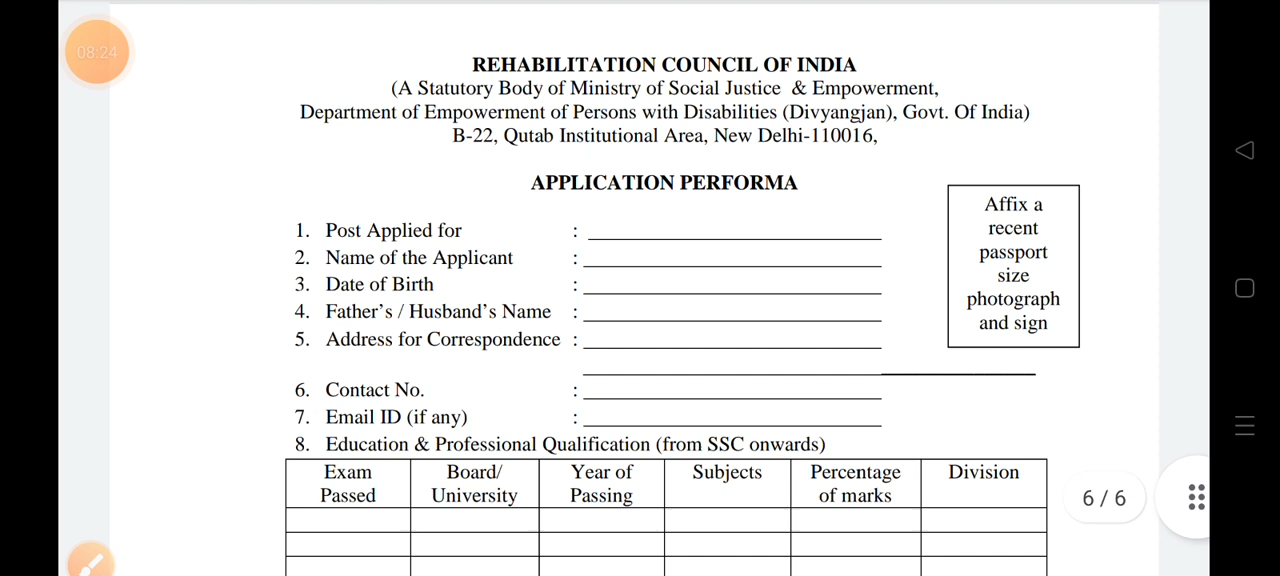 08:24
REHABILITATION COUNCIL OF INDIA
(A Statutory Body of Ministry of Social Justice & Empowerment,
Department of Empowerment of Persons with Disabilities (Divyangjan), Govt. Of India)
B-22, Qutab Institutional Area, New Delhi-110016,
APPLICATION PERFORMA
Affix a
recent
passport
size
photograph
and sign
1. Post Applied for :
2. Name of the Applicant :
3. Date of Birth :
4. Father's / Husband's Name :
5. Address for Correspondence :
6. Contact No. :
7. Email ID (if any) :
8. Education & Professional Qualification (from SSC onwards)
Exam Passed Board/ University Year of Passing Subjects Percentage of marks Division
6 / 6